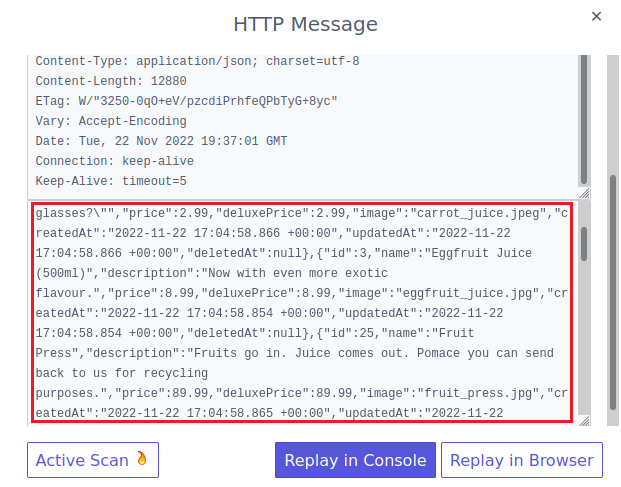 HTTP Message
×
Content-Type: application/json; charset=utf-8
Content-Length: 12880
ETag: W/"3250-0qO+eV/pzcdiPrhfeQPbTyG+8yc"
Vary: Accept-Encoding
Date: Tue, 22 Nov 2022 19:37:01 GMT
Connection: keep-alive
Keep-Alive: timeout=5
glasses?\"","price":2.99,"deluxePrice":2.99,"image":"carrot_juice.jpeg","c
reatedAt":"2022-11-22 17:04:58.866 +00:00","updatedAt":"2022-11-22
17:04:58.866 +00:00","deletedAt":null},{"id":3,"name":"Eggfruit Juice
(500ml)","description":"Now with even more exotic
flavour.","price":8.99,"deluxePrice":8.99,"image":"eggfruit_juice.jpg","cr
eatedAt":"2022-11-22 17:04:58.854 +00:00","updatedAt":"2022-11-22
17:04:58.854 +00:00","deletedAt":null},{"id":25,"name":"Fruit
Press","description":"Fruits go in. Juice comes out. Pomace you can send
back to us for recycling
purposes.","price":89.99,"deluxePrice":89.99,"image":"fruit_press.jpg","cr
eatedAt":"2022-11-22 17:04:58.865 +00:00","updatedAt":"2022-11-22
Active Scan 🔥
Replay in Console
Replay in Browser